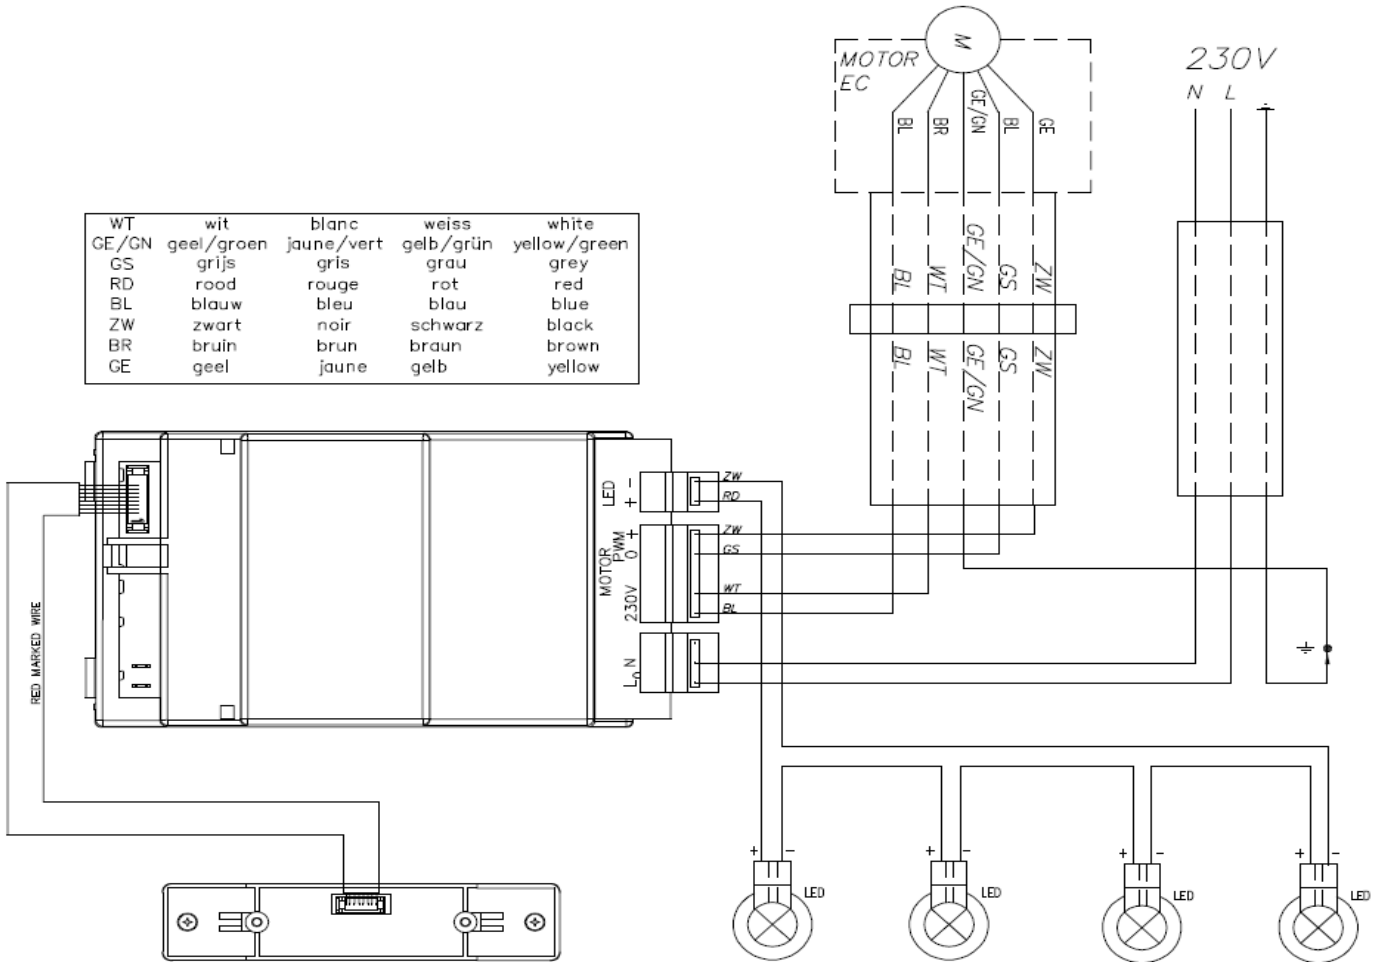 M
MOTOR
EC
BL
BR
GE/GN
BL
GE
230V
N L
BL
WT
GE/GN
GS
ZW
BL
WT
GE/GN
GS
ZW
WT wit blanc weiss white
GE/GN geel/groen jaune/vert gelb/grün yellow/green
GS grijs gris grau grey
RD rood rouge rot red
BL blauw bleu blau blue
ZW zwart noir schwarz black
BR bruin brun braun brown
GE geel jaune gelb yellow
LED
+ -
ZW
RD
MOTOR
PWM
0 +
230V
ZW
GS
WT
BL
L N
RED MARKED WIRE
+ -
LED
+ -
LED
+ -
LED
+ -
LED